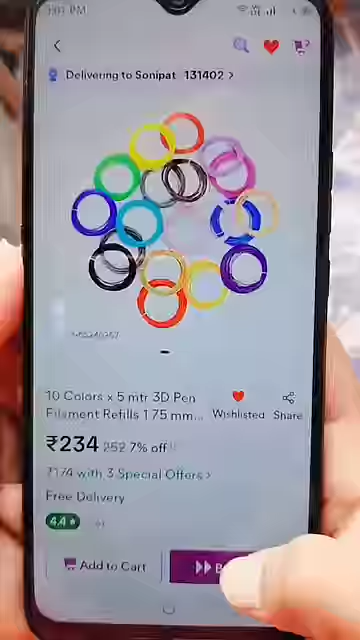 Delivering to Sonipat 131402 >
10 Colors x 5 mtr 3D Pen
Filament Refills 1.75 mm...
Wishlisted
Share
₹234 252 7% off
₹174 with 3 Special Offers >
Free Delivery
4.4 ★
Add to Cart